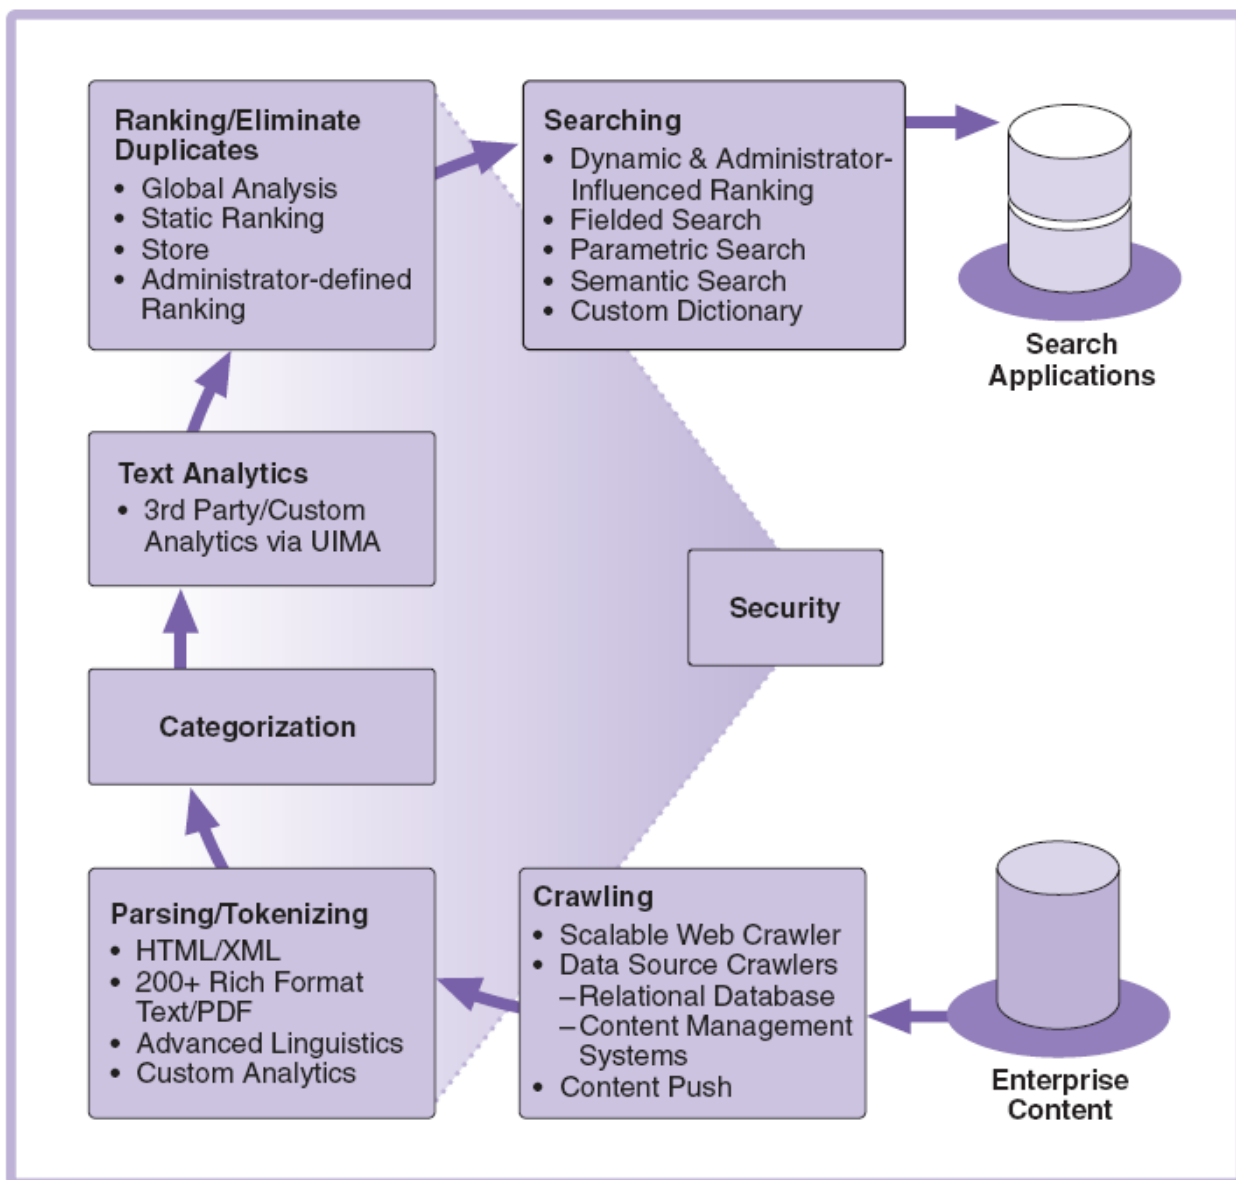 Ranking/Eliminate
Duplicates
• Global Analysis
• Static Ranking
• Store
• Administrator-defined
Ranking
Searching
• Dynamic & Administrator-
Influenced Ranking
• Fielded Search
• Parametric Search
• Semantic Search
• Custom Dictionary
Search
Applications
Text Analytics
• 3rd Party/Custom
Analytics via UIMA
Security
Categorization
Parsing/Tokenizing
• HTML/XML
• 200+ Rich Format
Text/PDF
• Advanced Linguistics
• Custom Analytics
Crawling
• Scalable Web Crawler
• Data Source Crawlers
–Relational Database
–Content Management
Systems
• Content Push
Enterprise
Content